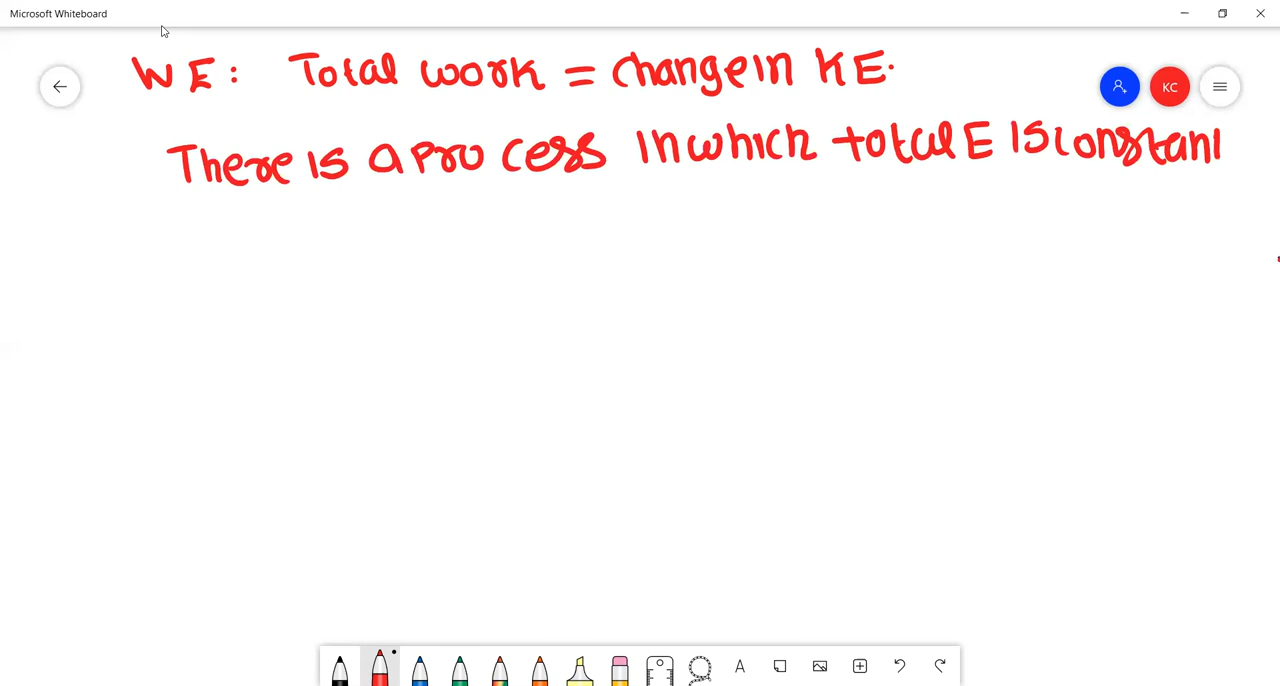 Microsoft Whiteboard
WE: Total work = change in KE.
KC
There is a process in which total E is constant
A